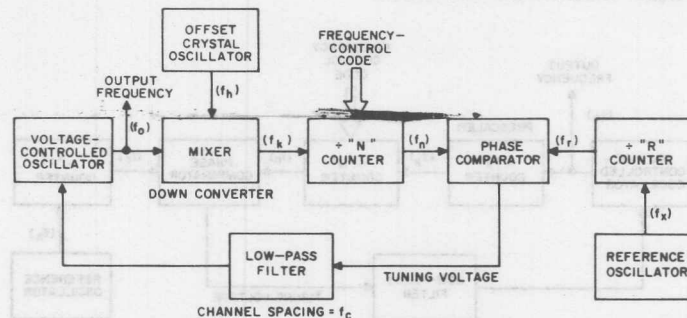 OFFSET
CRYSTAL
OSCILLATOR
FREQUENCY–
CONTROL
CODE
OUTPUT
FREQUENCY
(fh)
(fo)
VOLTAGE-
CONTROLLED
OSCILLATOR
MIXER
(fk)
÷ "N"
COUNTER
(fn)
PHASE
COMPARATOR
(fr)
÷ "R"
COUNTER
DOWN CONVERTER
(fx)
LOW–PASS
FILTER
TUNING VOLTAGE
REFERENCE
OSCILLATOR
CHANNEL SPACING = fc